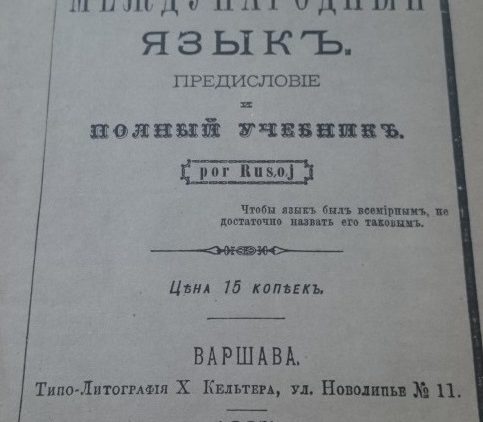 МЕЖДУНАРОДНЫЙ
ЯЗЫКЪ.
ПРЕДИСЛОВІЕ
и
ПОЛНЫЙ УЧЕБНИКЪ.
por Rusoj
Чтобы языкъ былъ всемірнымъ, не
достаточно назвать его таковымъ.
Цѣна 15 копѣекъ.
ВАРШАВА.
Типо-Литографія Х. Кельтера, ул. Новолипье № 11.